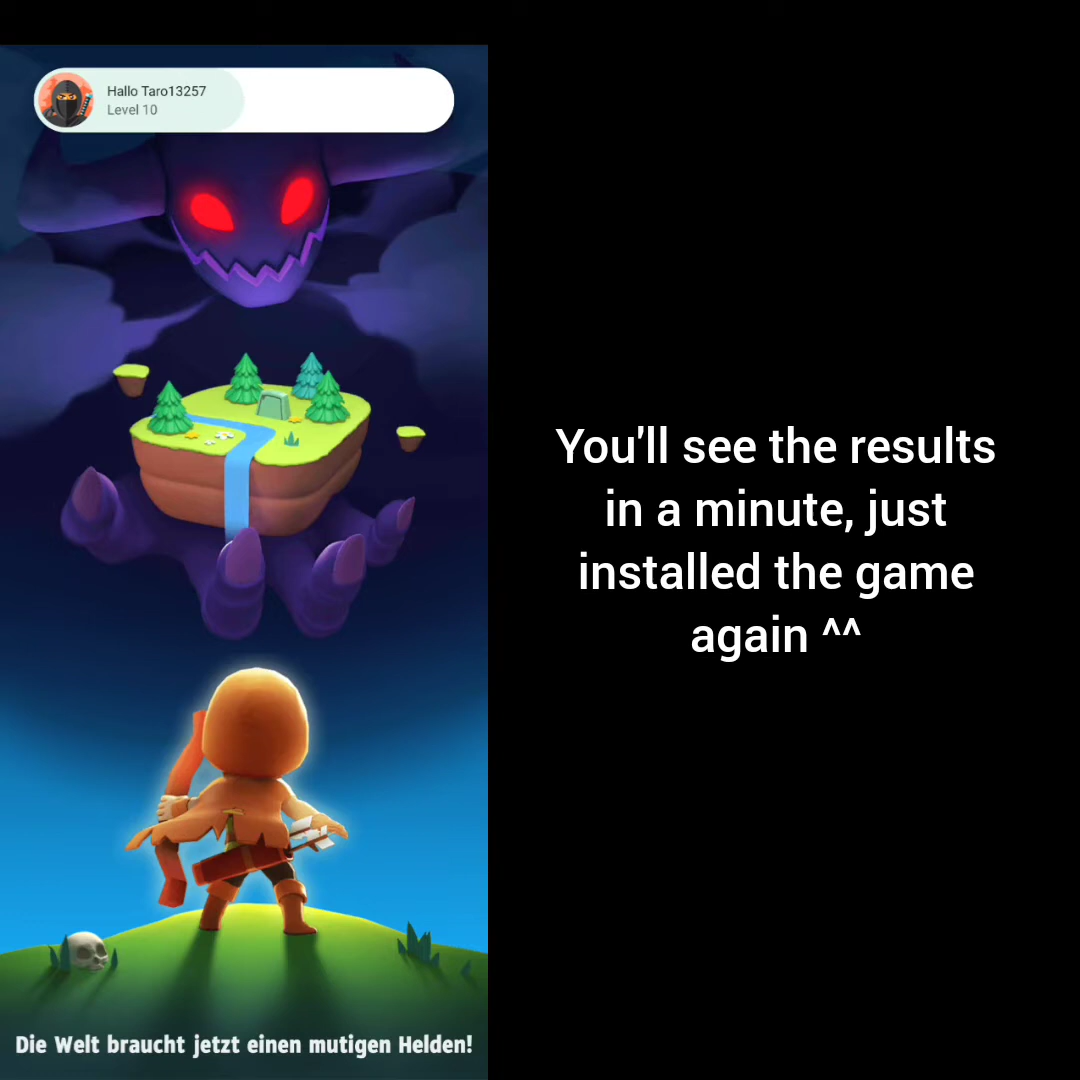 Hallo Taro13257
Level 10
You'll see the results
in a minute, just
installed the game
again ^^
Die Welt braucht jetzt einen mutigen Helden!